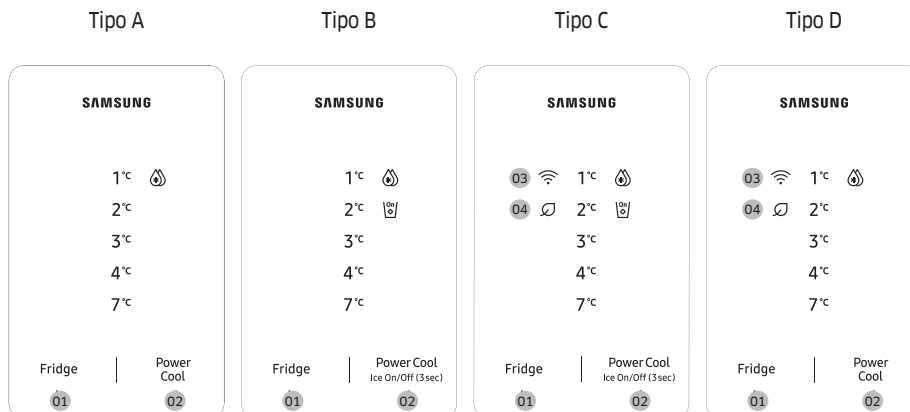 Tipo A
SAMSUNG
1°C
2°C
3°C
4°C
7°C
Fridge
Power
Cool
01 02
Tipo B
SAMSUNG
1°C
2°C On
3°C
4°C
7°C
Fridge
Power Cool
Ice On/Off (3 sec)
01 02
Tipo C
SAMSUNG
03 1°C
04 2°C On
3°C
4°C
7°C
Fridge
Power Cool
Ice On/Off (3 sec)
01 02
Tipo D
SAMSUNG
03 1°C
04 2°C
3°C
4°C
7°C
Fridge
Power
Cool
01 02